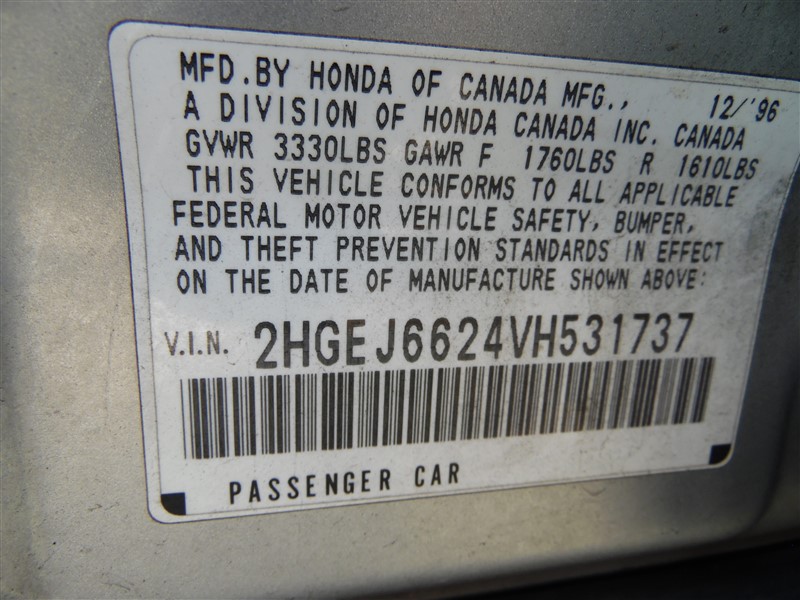 MFD.BY HONDA OF CANADA MFG., 12/'96
A DIVISION OF HONDA CANADA INC. CANADA
GVWR 3330LBS GAWR F 1760LBS R 1610LBS
THIS VEHICLE CONFORMS TO ALL APPLICABLE
FEDERAL MOTOR VEHICLE SAFETY, BUMPER,
AND THEFT PREVENTION STANDARDS IN EFFECT
ON THE DATE OF MANUFACTURE SHOWN ABOVE:
V.I.N. 2HGEJ6624VH531737
PASSENGER CAR